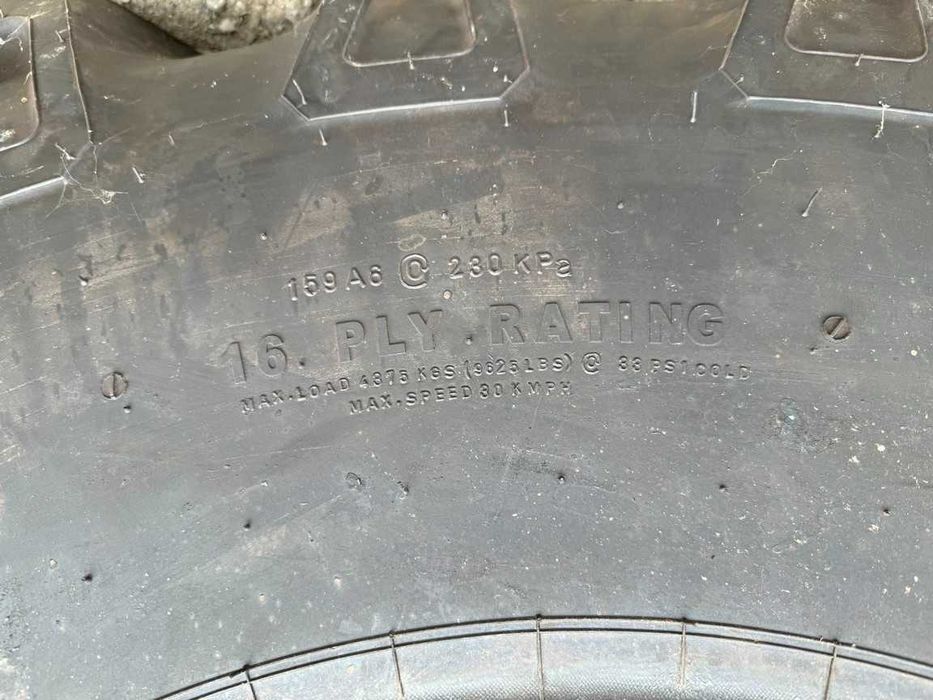 159 A6 @ 230 KPa
16. PLY. RATING
MAX. LOAD 4375 KGS (9625 LBS) @ 33 PSI COLD
MAX. SPEED 30 KMPH